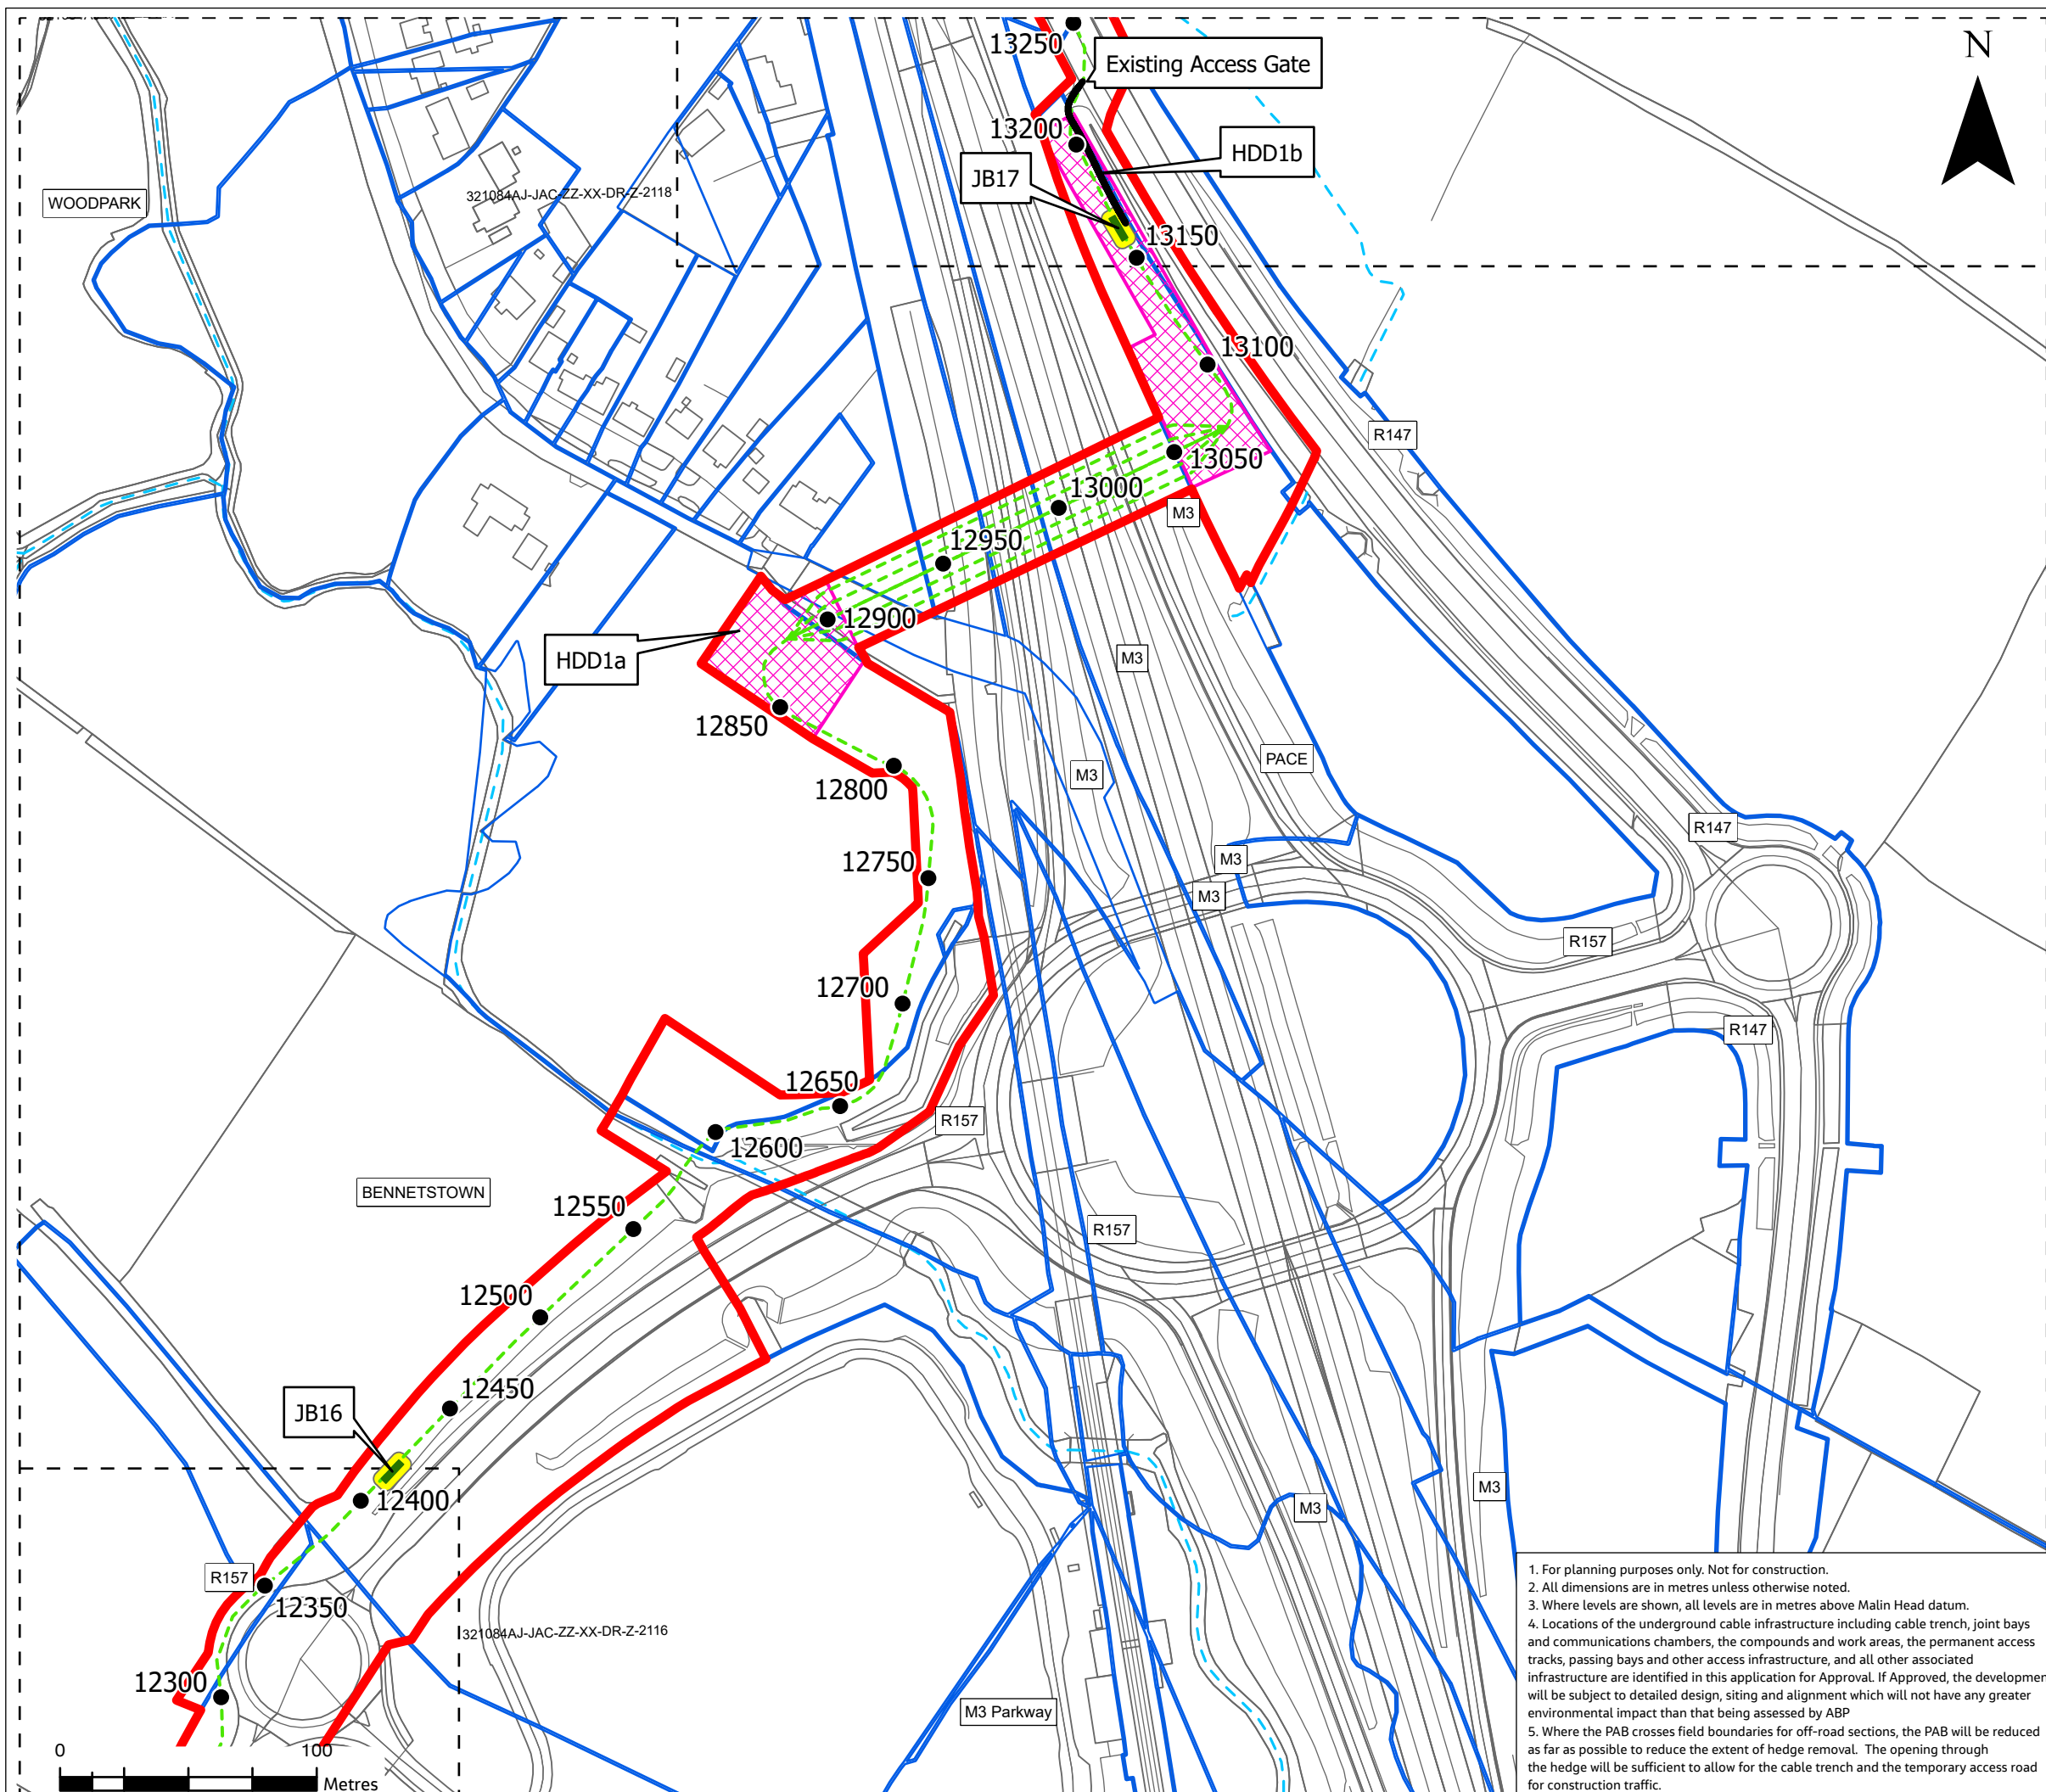 13250
Existing Access Gate
N
13200
HDD1b
JB17
321084AJ-JAC-ZZ-XX-DR-Z-2118
WOODPARK
13150
13100
R147
13050
13000
M3
12950
12900
HDD1a
M3
12850
PACE
M3
12800
R147
12750
M3
M3
R157
12700
R147
12650
R157
12600
BENNETSTOWN
12550
R157
12500
12450
JB16
M3
12400
M3
R157
12350
321084AJ-JAC-ZZ-XX-DR-Z-2116
12300
M3 Parkway
0 100
Metres
1. For planning purposes only. Not for construction.
2. All dimensions are in metres unless otherwise noted.
3. Where levels are shown, all levels are in metres above Malin Head datum.
4. Locations of the underground cable infrastructure including cable trench, joint bays
and communications chambers, the compounds and work areas, the permanent access
tracks, passing bays and other access infrastructure, and all other associated
infrastructure are identified in this application for Approval. If Approved, the developmen
will be subject to detailed design, siting and alignment which will not have any greater
environmental impact than that being assessed by ABP
5. Where the PAB crosses field boundaries for off-road sections, the PAB will be reduced
as far as possible to reduce the extent of hedge removal. The opening through
the hedge will be sufficient to allow for the cable trench and the temporary access road
for construction traffic.